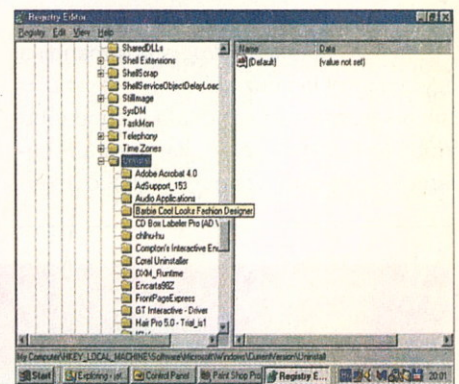 Registry Editor
Registry Edit View Help
SharedDLLs
Shell Extensions
ShellScrap
ShellServiceObjectDelayLoad
StillImage
SysDM
TaskMon
Telephony
Time Zones
Uninstall
Adobe Acrobat 4.0
AdSupport_153
Audio Applications
Barbie Cool Looks Fashion Designer
CD Box Labeler Pro (AD V
chihu-hu
Compton's Interactive Enc
Corel Uninstaller
DXM_Runtime
Encarta98Z
FrontPageExpress
GT Interactive - Driver
Hair Pro 5.0 - Trial_is1
Name Data
(Default) (value not set)
My Computer\HKEY_LOCAL_MACHINE\Software\Microsoft\Windows\CurrentVersion\Uninstall
Start Exploring - Control Panel Paint Shop Pro Registry E... 20:01